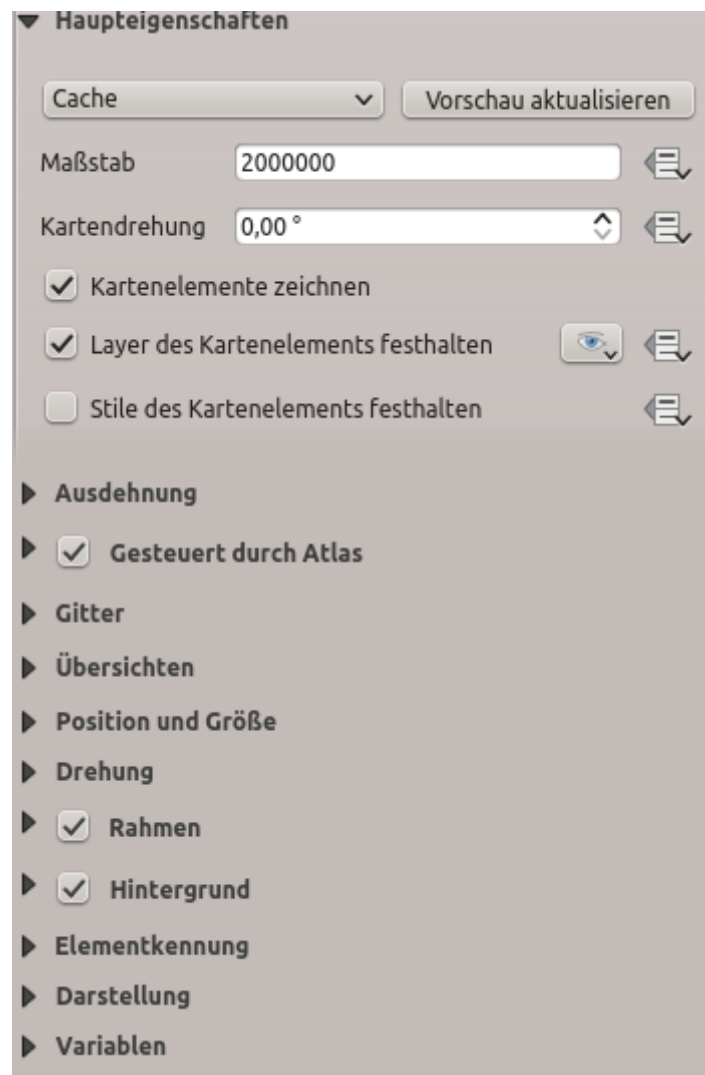 Haupteigenschaften
Cache Vorschau aktualisieren
Maßstab 2000000
Kartendrehung 0,00 °
Kartenelemente zeichnen
Layer des Kartenelements festhalten
Stile des Kartenelements festhalten
Ausdehnung
Gesteuert durch Atlas
Gitter
Übersichten
Position und Größe
Drehung
Rahmen
Hintergrund
Elementkennung
Darstellung
Variablen